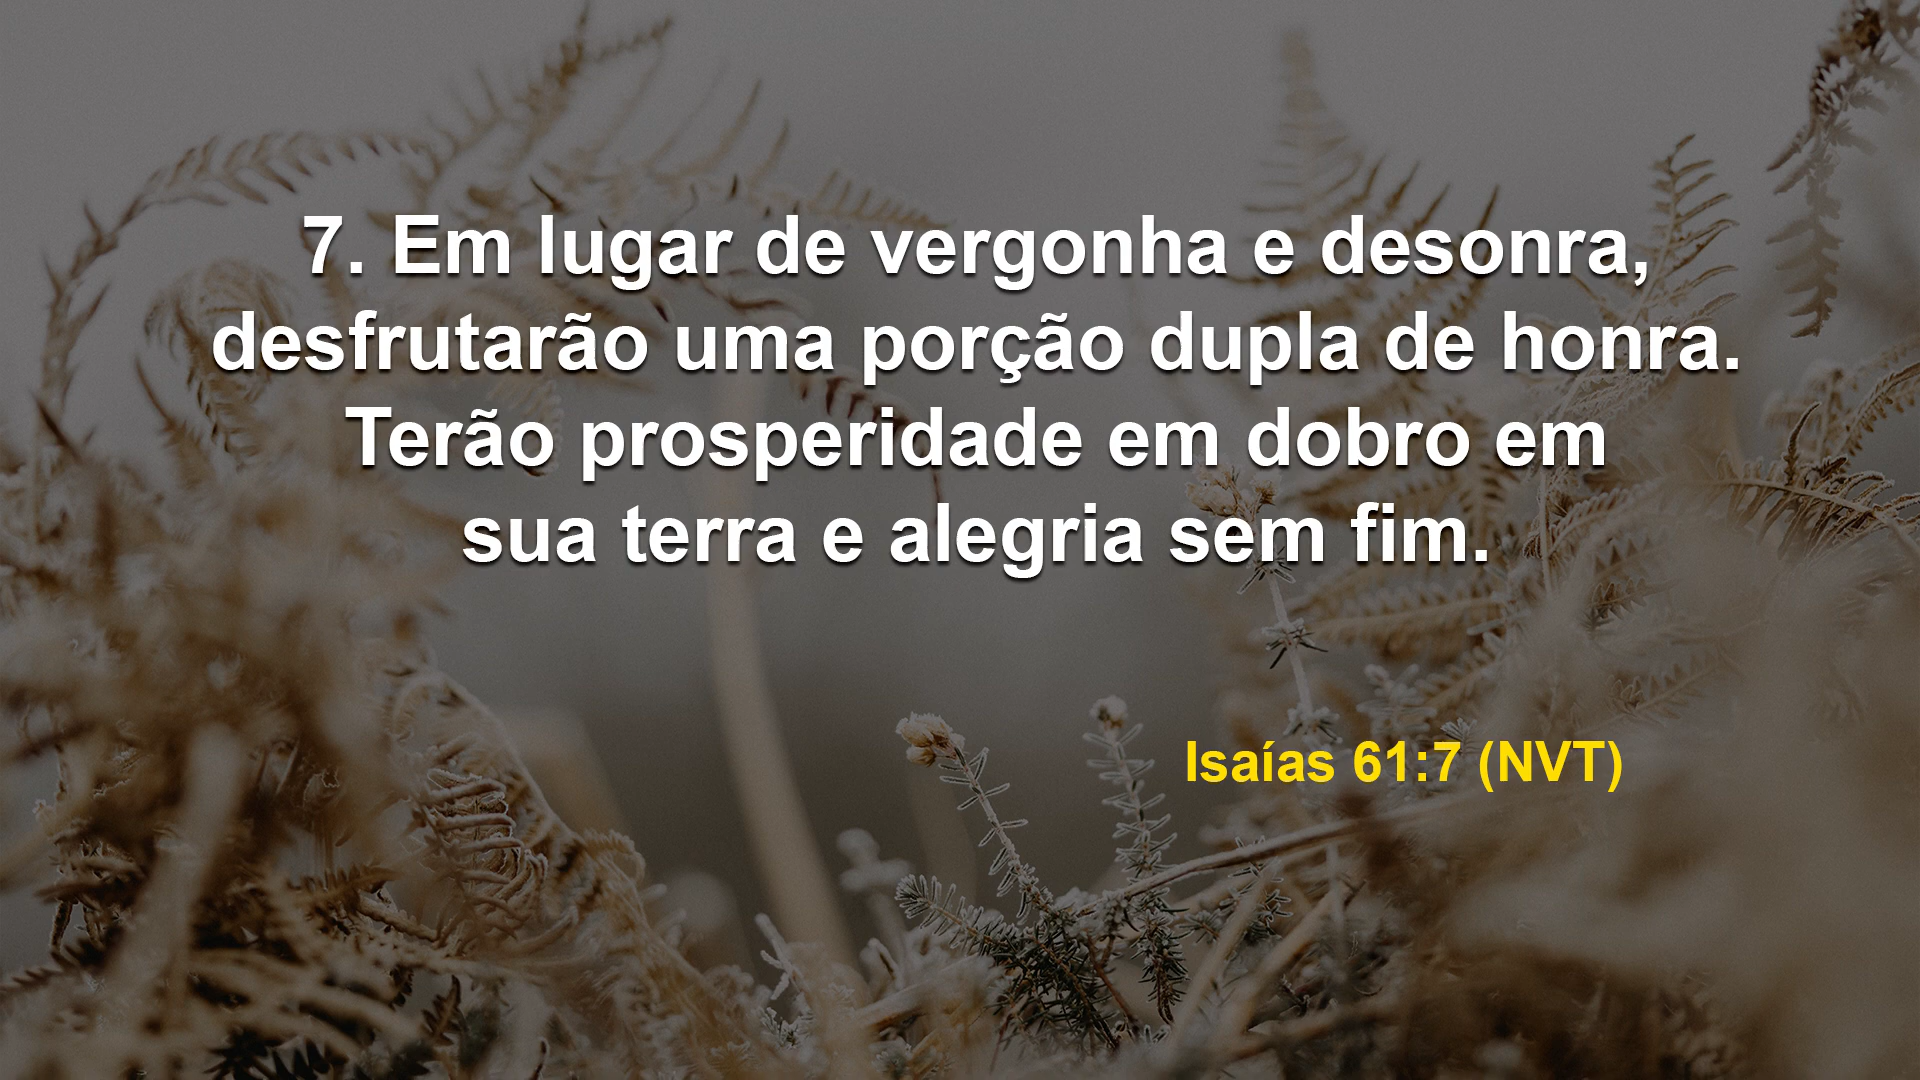 7. Em lugar de vergonha e desonra,
desfrutarão uma porção dupla de honra.
Terão prosperidade em dobro em
sua terra e alegria sem fim.
Isaías 61:7 (NVT)